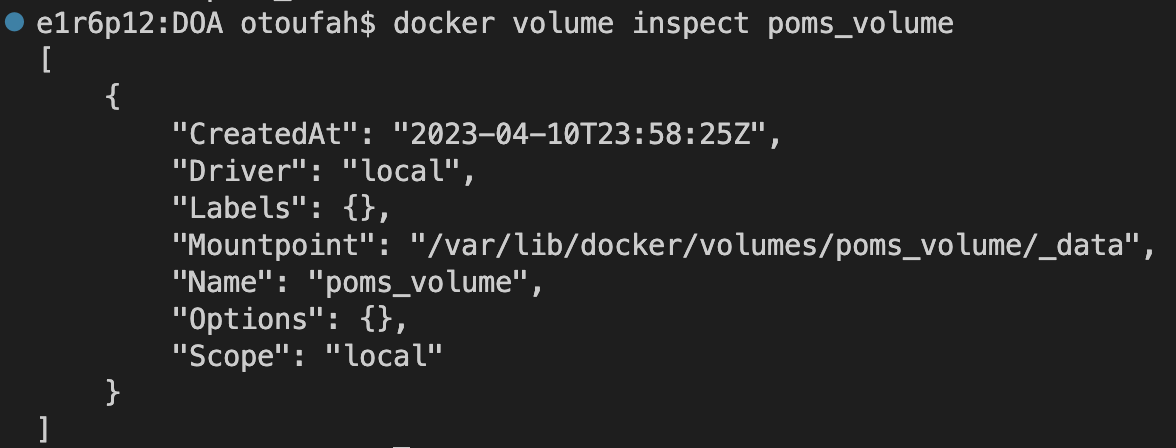 e1r6p12:DOA otoufah$ docker volume inspect poms_volume
[
    {
        "CreatedAt": "2023-04-10T23:58:25Z",
        "Driver": "local",
        "Labels": {},
        "Mountpoint": "/var/lib/docker/volumes/poms_volume/_data",
        "Name": "poms_volume",
        "Options": {},
        "Scope": "local"
    }
]